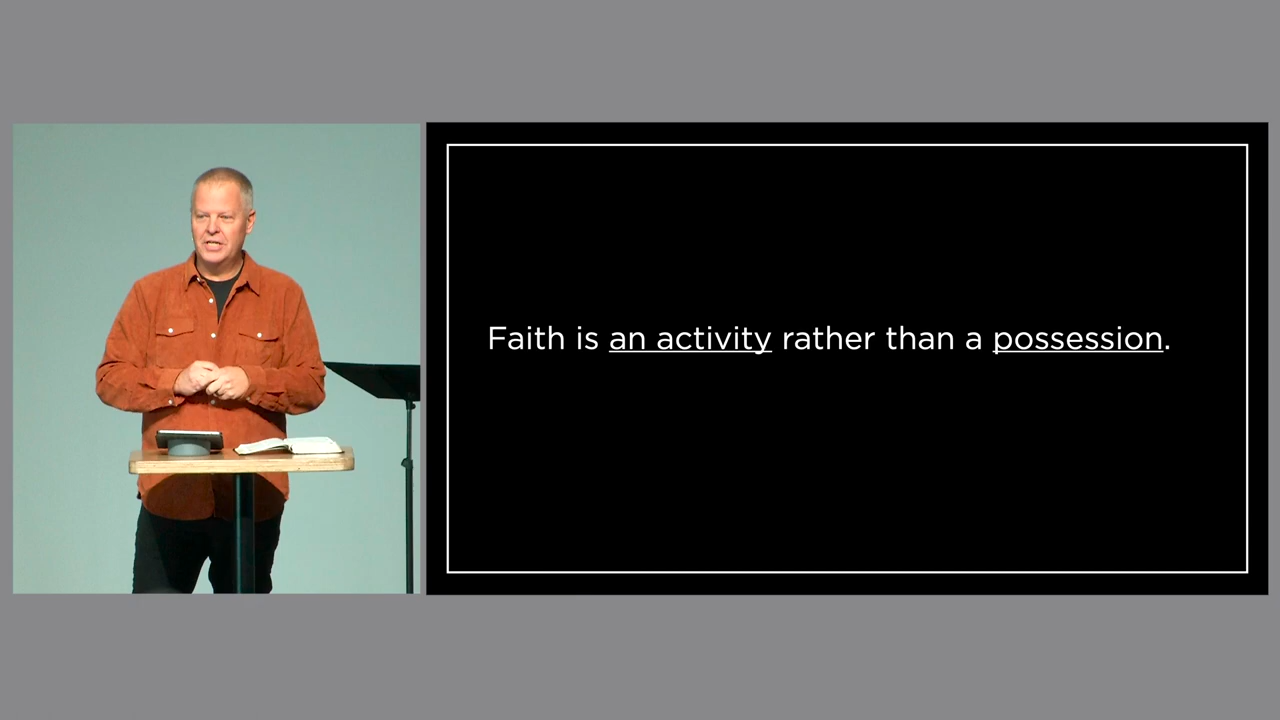 Faith is an activity rather than a possession.